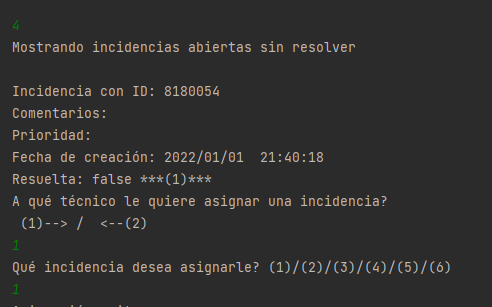 4
Mostrando incidencias abiertas sin resolver
Incidencia con ID: 8180054
Comentarios:
Prioridad:
Fecha de creación: 2022/01/01  21:40:18
Resuelta: false ***(1)***
A qué técnico le quiere asignar una incidencia?
 (1)--> /  <--(2)
1
Qué incidencia desea asignarle? (1)/(2)/(3)/(4)/(5)/(6)
1